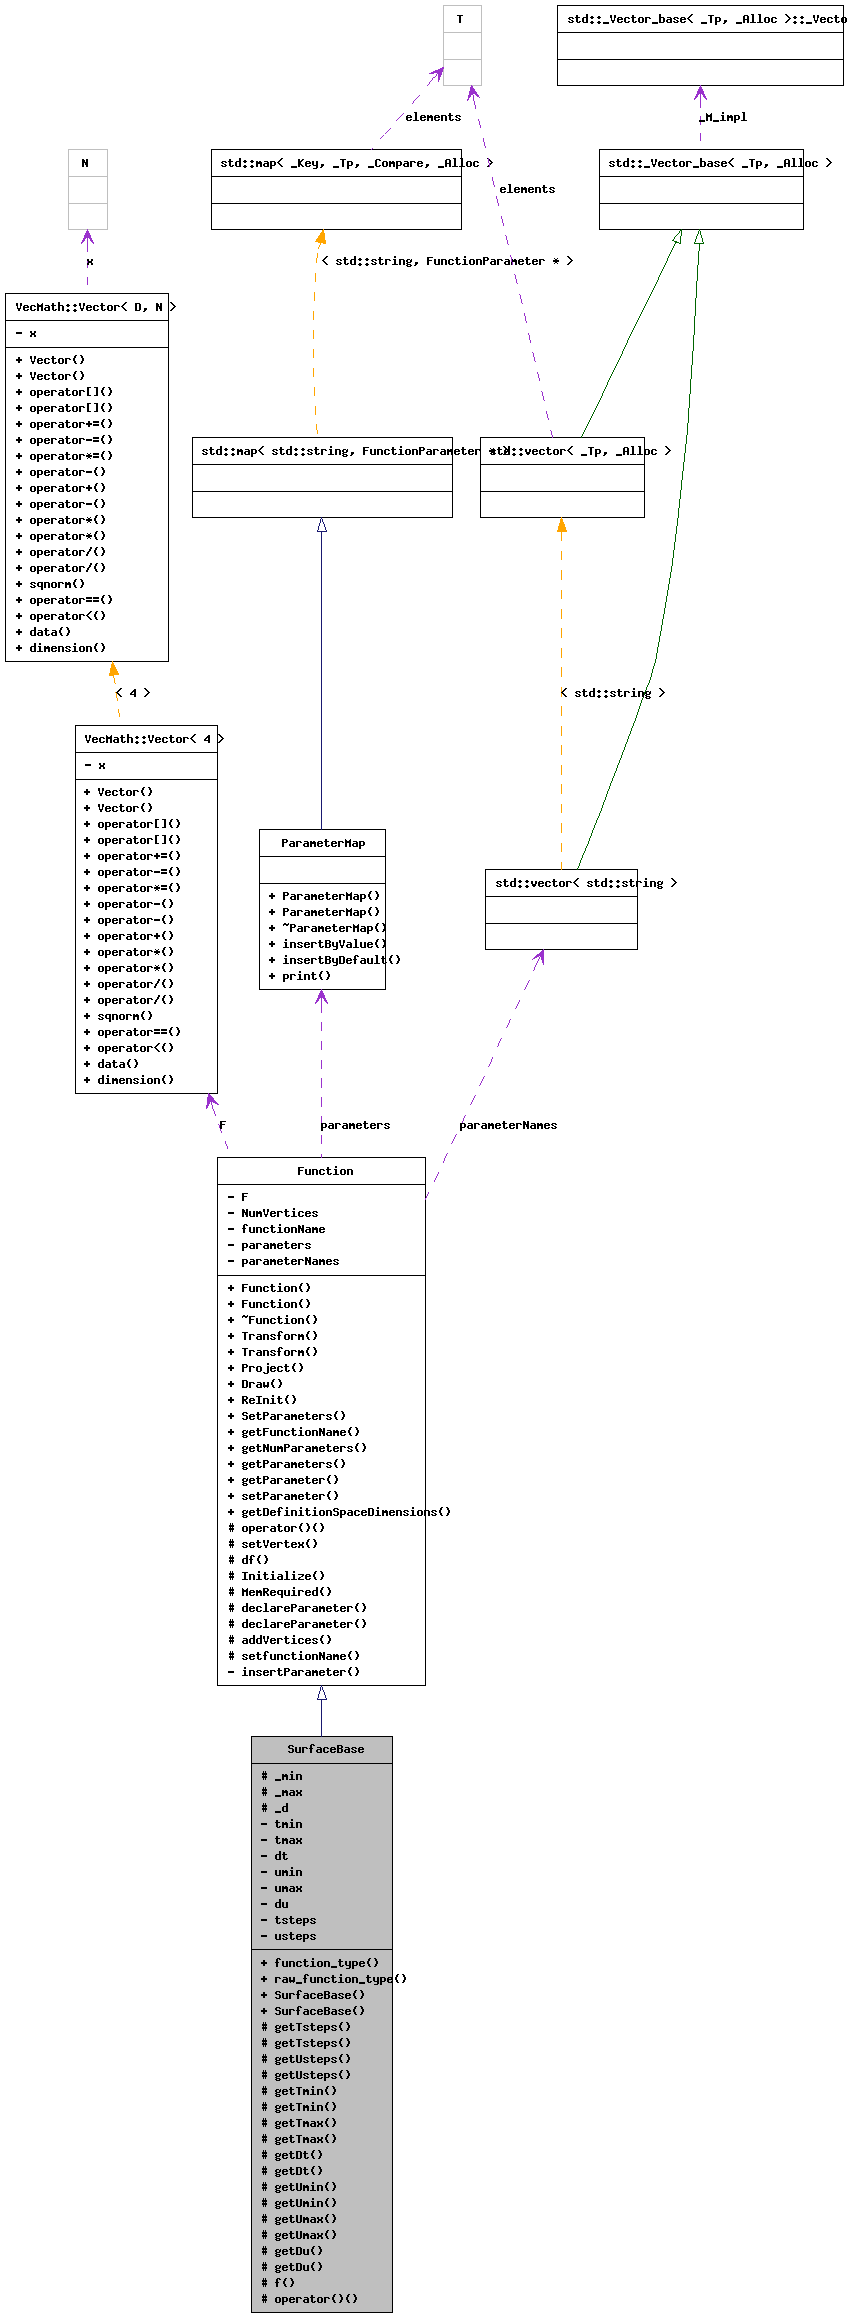 T
std::_Vector_base< _Tp, _Alloc >::_Vecto
elements
_M_impl
N
std::map< _Key, _Tp, _Compare, _Alloc >
std::_Vector_base< _Tp, _Alloc >
elements
x
< std::string, FunctionParameter * >
VecMath::Vector< D, N >
- x
+ Vector()
+ Vector()
+ operator[]()
+ operator[]()
+ operator+=()
+ operator-=()
+ operator*=()
+ operator-()
+ operator+()
+ operator-()
+ operator*()
+ operator*()
+ operator/()
+ operator/()
+ sqnorm()
+ operator==()
+ operator<()
+ data()
+ dimension()
std::map< std::string, FunctionParameter * >
std::vector< _Tp, _Alloc >
< 4 >
< std::string >
VecMath::Vector< 4 >
- x
+ Vector()
+ Vector()
+ operator[]()
+ operator[]()
+ operator+=()
+ operator-=()
+ operator*=()
+ operator-()
+ operator-()
+ operator+()
+ operator*()
+ operator*()
+ operator/()
+ operator/()
+ sqnorm()
+ operator==()
+ operator<()
+ data()
+ dimension()
ParameterMap
+ ParameterMap()
+ ParameterMap()
+ ~ParameterMap()
+ insertByValue()
+ insertByDefault()
+ print()
std::vector< std::string >
F
parameters
parameterNames
Function
- F
- NumVertices
- functionName
- parameters
- parameterNames
+ Function()
+ Function()
+ ~Function()
+ Transform()
+ Transform()
+ Project()
+ Draw()
+ ReInit()
+ SetParameters()
+ getFunctionName()
+ getNumParameters()
+ getParameters()
+ getParameter()
+ setParameter()
+ getDefinitionSpaceDimensions()
# operator()()
# setVertex()
# df()
# Initialize()
# MemRequired()
# declareParameter()
# declareParameter()
# addVertices()
# setfunctionName()
- insertParameter()
SurfaceBase
# _min
# _max
# _d
- tmin
- tmax
- dt
- umin
- umax
- du
- tsteps
- usteps
+ function_type()
+ raw_function_type()
+ SurfaceBase()
+ SurfaceBase()
# getTsteps()
# getTsteps()
# getUsteps()
# getUsteps()
# getTmin()
# getTmin()
# getTmax()
# getTmax()
# getDt()
# getDt()
# getUmin()
# getUmin()
# getUmax()
# getUmax()
# getDu()
# getDu()
# f()
# operator()()